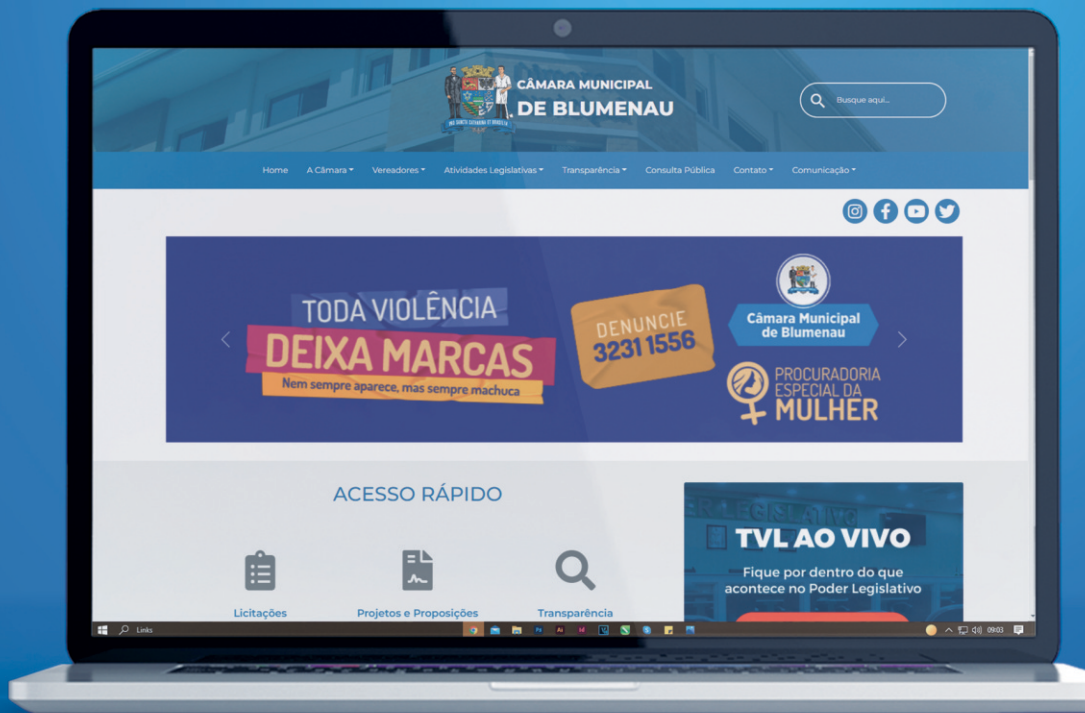 CÂMARA MUNICIPAL
DE BLUMENAU
Busque aqui...
Home A Câmara Vereadores Atividades Legislativas Transparência Consulta Pública Contato Comunicação
TODA VIOLÊNCIA
DEIXA MARCAS
Nem sempre aparece, mas sempre machuca
DENUNCIE
3231 1556
Câmara Municipal
de Blumenau
PROCURADORIA
ESPECIAL DA
MULHER
ACESSO RÁPIDO
Licitações Projetos e Proposições Transparência
TVL AO VIVO
Fique por dentro do que
acontece no Poder Legislativo
Links
09:03